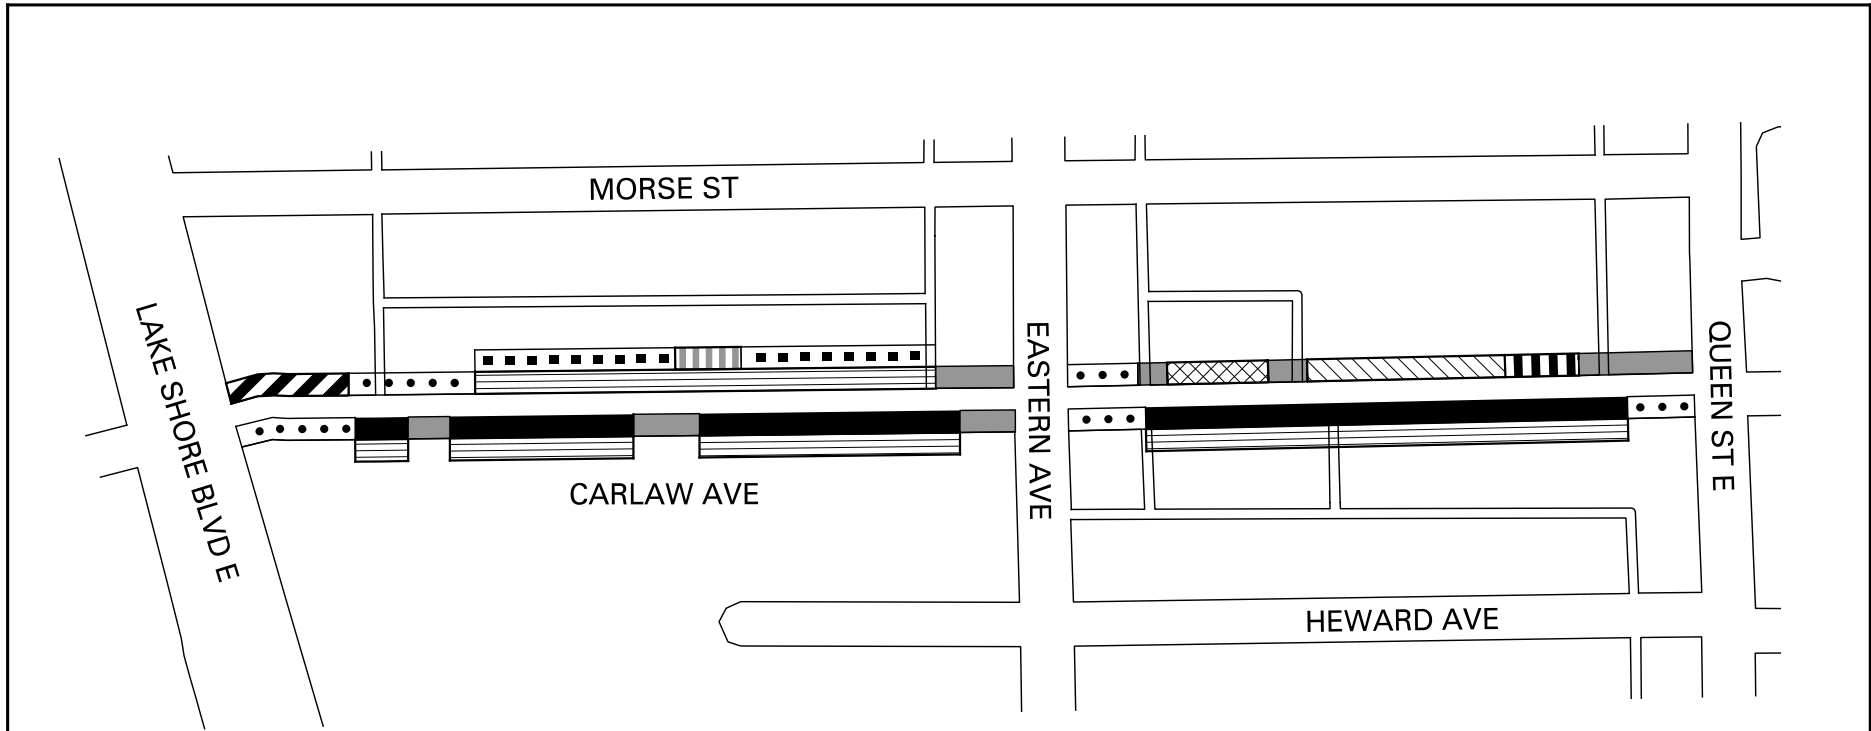 MORSE ST
LAKE SHORE BLVD E
EASTERN AVE
QUEEN ST E
CARLAW AVE
HEWARD AVE